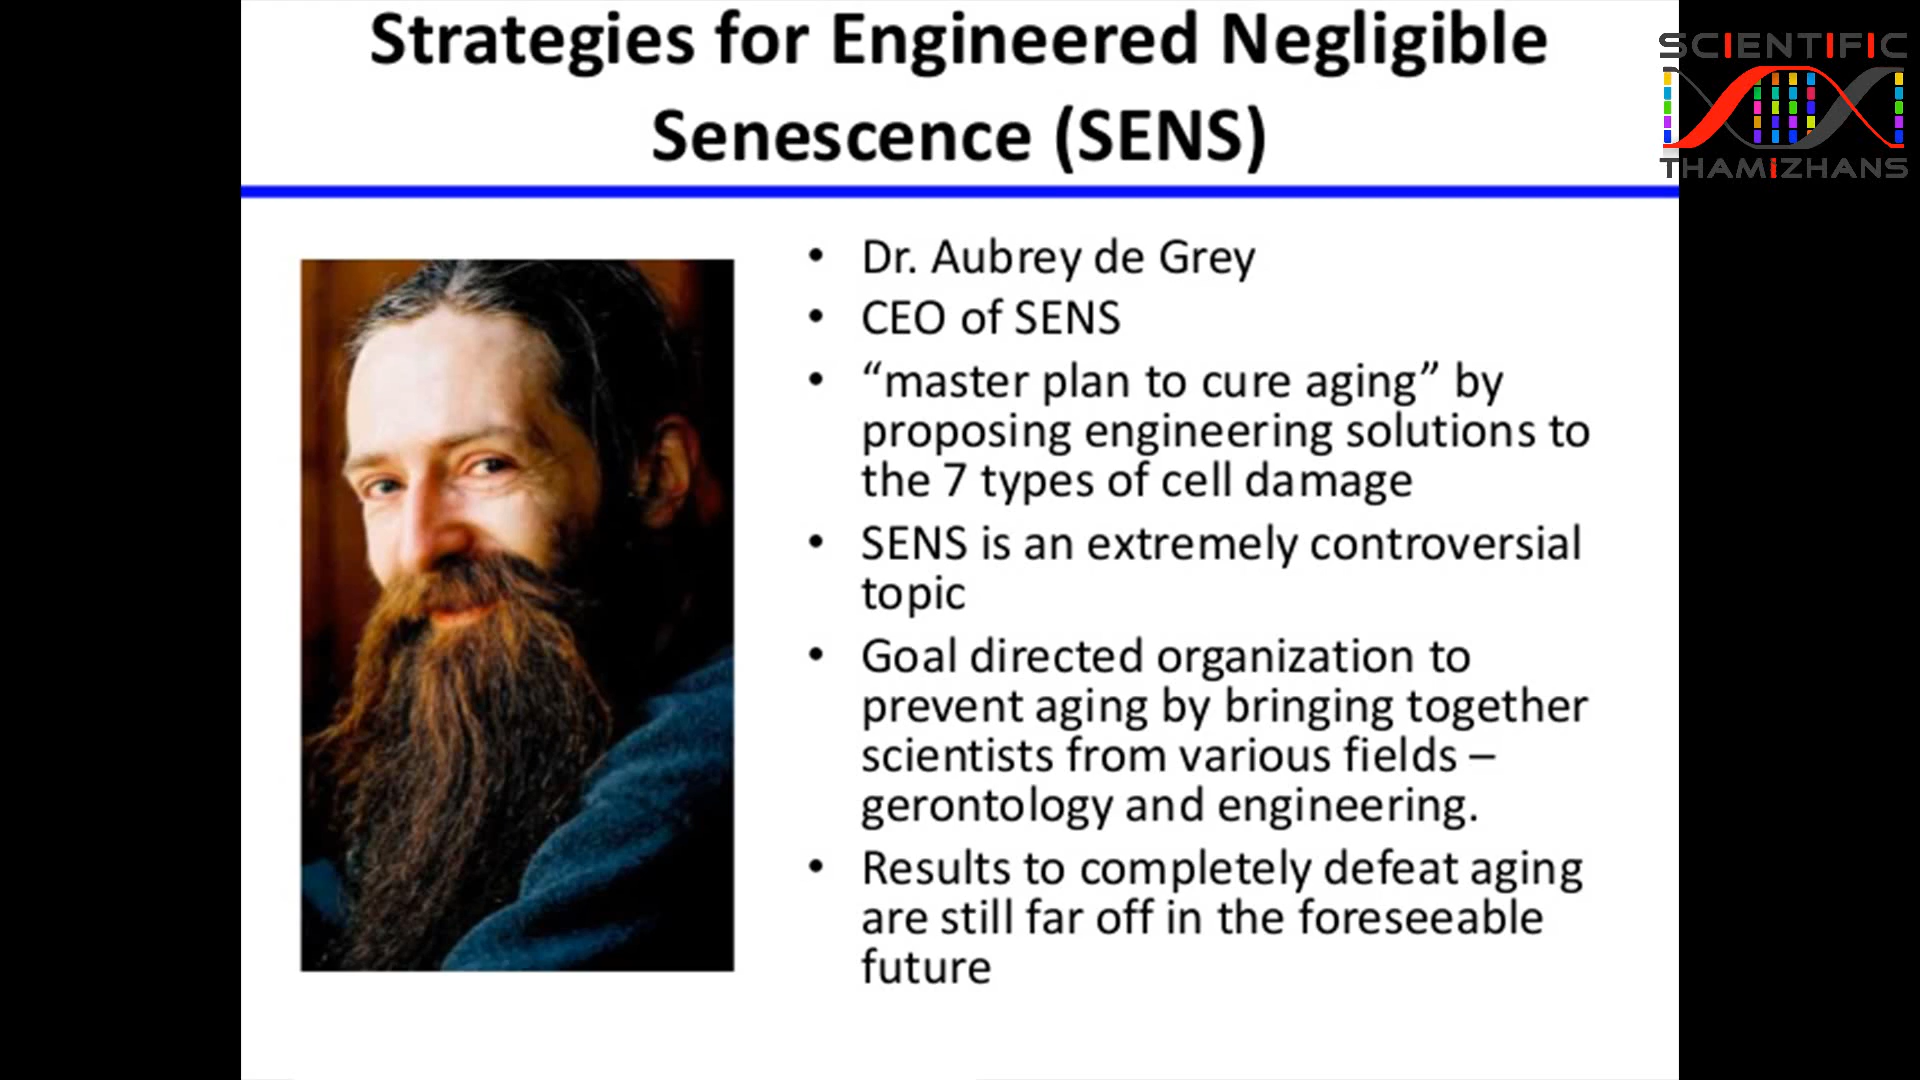 Strategies for Engineered Negligible
Senescence (SENS)
SCIENTIFIC
THAMIZHANS
• Dr. Aubrey de Grey
• CEO of SENS
• “master plan to cure aging” by
proposing engineering solutions to
the 7 types of cell damage
• SENS is an extremely controversial
topic
• Goal directed organization to
prevent aging by bringing together
scientists from various fields –
gerontology and engineering.
• Results to completely defeat aging
are still far off in the foreseeable
future